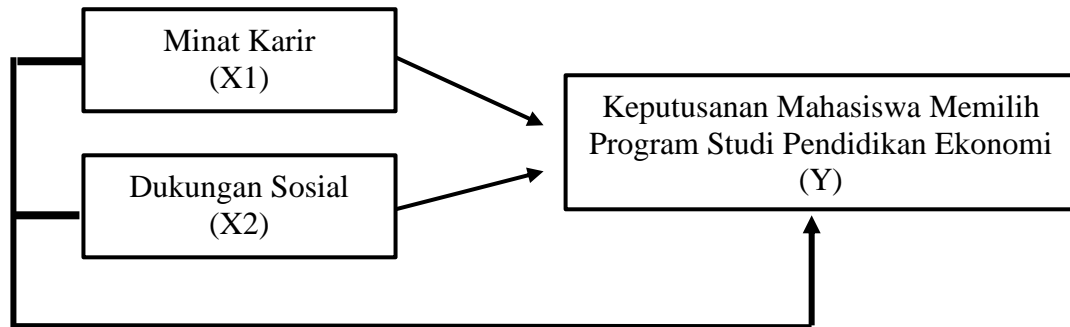 Minat Karir
(X1)
Keputusanan Mahasiswa Memilih
Program Studi Pendidikan Ekonomi
(Y)
Dukungan Sosial
(X2)